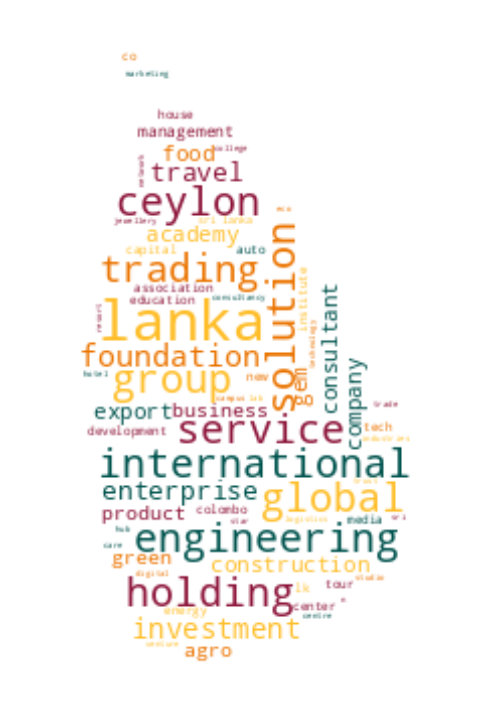 co
marketing
house
management
food college
network travel
ceylon
jewellery sri lanka
academy
capital auto
eco
solution
trading
association
education consultancy
institute
technology
consultant
resort lanka
foundation
hotel group new
gem
campus
company
export business trade
development service tech
industries
international
enterprise global
product colombo
star logistics media sri
hub engineering
care
green construction
digital studio
holding lk tour
center
energy centre
investment
venture
agro